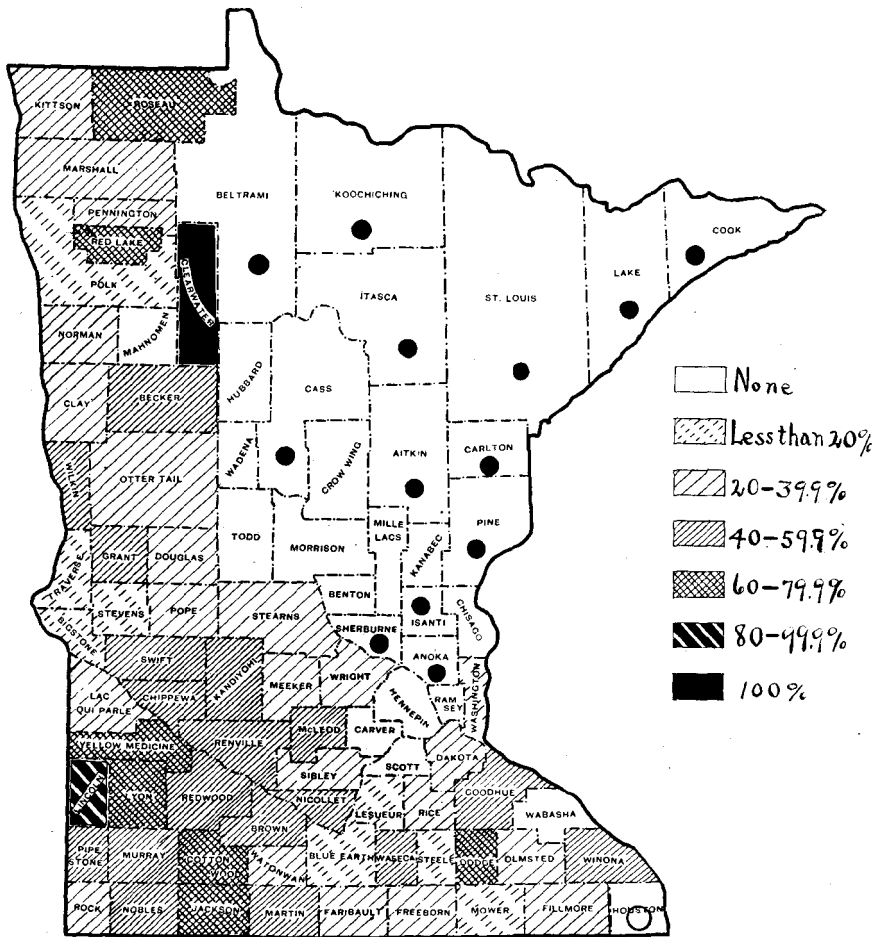 KITTSON
ROSEAU
MARSHALL
BELTRAMI
KOOCHICHING
PENNINGTON
RED LAKE
CLEARWATER
POLK
COOK
LAKE
ST. LOUIS
ITASCA
NORMAN
MAHNOMEN
HUBBARD
CASS
CLAY
BECKER
WADENA
CROW WING
AITKIN
CARLTON
WILKIN
OTTER TAIL
PINE
TODD
MORRISON
MILLE
LACS
KANABEC
GRANT
DOUGLAS
TRAVERSE
STEVENS
POPE
STEARNS
BENTON
SHERBURNE
ISANTI
CHISAGO
BIGSTONE
SWIFT
KANDIYOHI
MEEKER
WRIGHT
ANOKA
HENNEPIN
RAM
SEY
WASHINGTON
LAC
QUI PARLE
CHIPPEWA
RENVILLE
MCLEOD
CARVER
SCOTT
DAKOTA
YELLOW MEDICINE
SIBLEY
LINCOLN
LYON
REDWOOD
NICOLLET
LESUEUR
RICE
GOODHUE
WABASHA
BROWN
PIPE
STONE
MURRAY
COTTON
WOOD
WATONWAN
BLUE EARTH
WASECA
STEELE
DODGE
OLMSTED
WINONA
ROCK
NOBLES
JACKSON
MARTIN
FARIBAULT
FREEBORN
MOWER
FILLMORE
HOUSTON
None
Less than 20%
20-39.9%
40-59.9%
60-79.9%
80-99.9%
100%